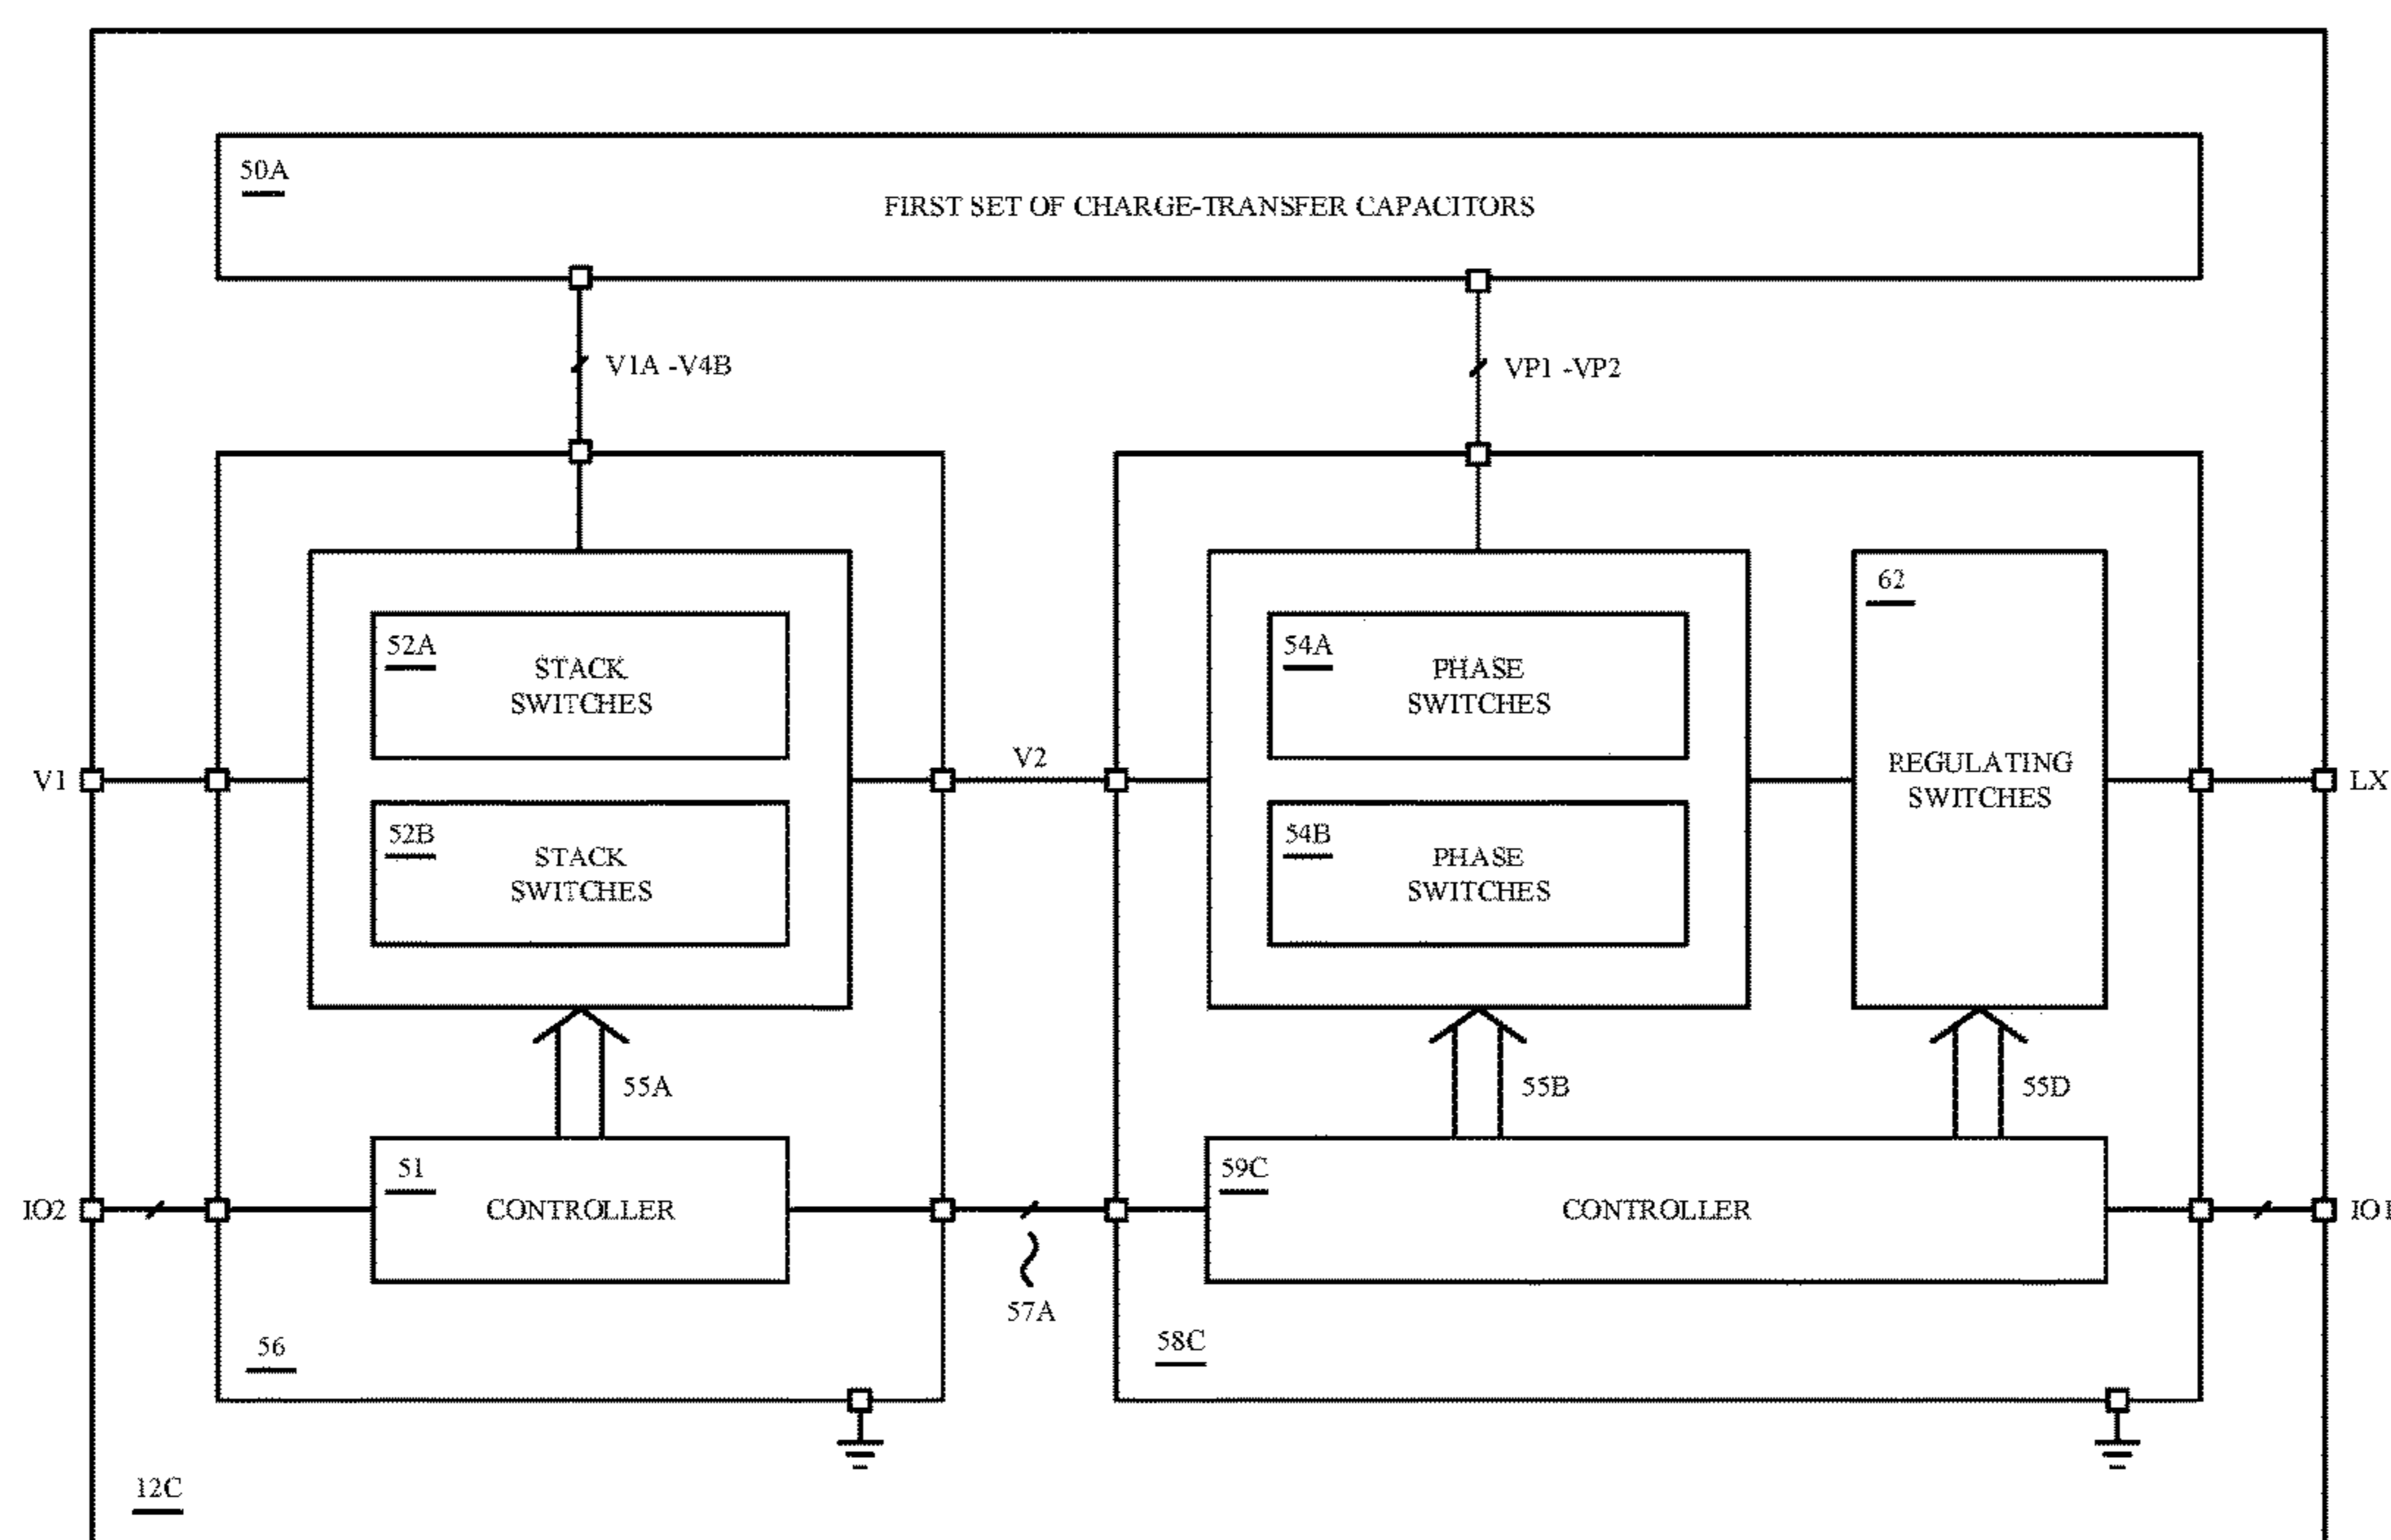 50A
FIRST SET OF CHARGE-TRANSFER CAPACITORS
V1A -V4B
VP1 -VP2
52A
STACK
SWITCHES
52B
STACK
SWITCHES
54A
PHASE
SWITCHES
54B
PHASE
SWITCHES
62
REGULATING
SWITCHES
V1
V2
LX
55A
55B
55D
IO2
51
CONTROLLER
59C
CONTROLLER
IO1
57A
56
58C
12C